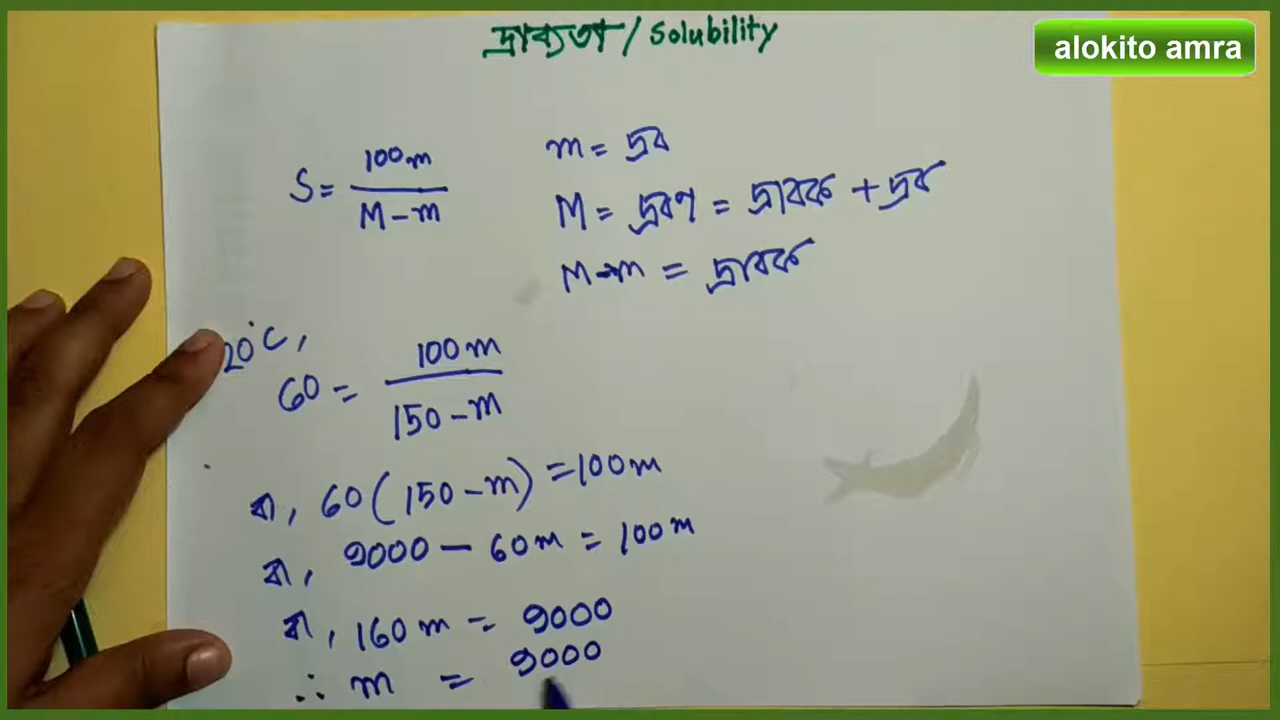 দ্রাব্যতা / Solubility
alokito amra
S = 100m / M - m
m = দ্রব
M = দ্রবণ = দ্রাবক + দ্রব
M - m = দ্রাবক
20°C,
60 = 100m / 150 - m
বা, 60 (150 - m) = 100m
বা, 9000 - 60m = 100m
বা, 160m = 9000
∴ m = 9000